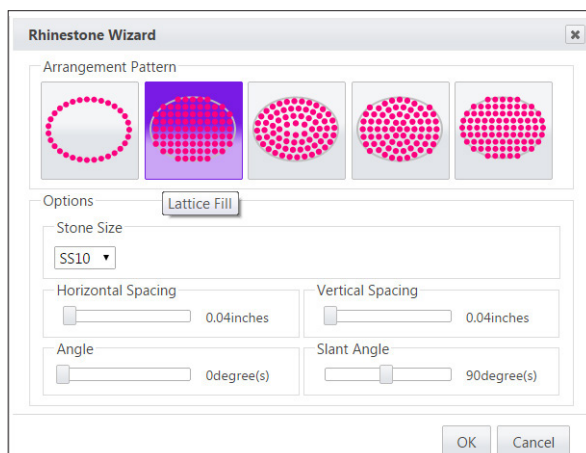 Rhinestone Wizard
Arrangement Pattern
Lattice Fill
Options
Stone Size
SS10
Horizontal Spacing
0.04inches
Vertical Spacing
0.04inches
Angle
0degree(s)
Slant Angle
90degree(s)
OK
Cancel